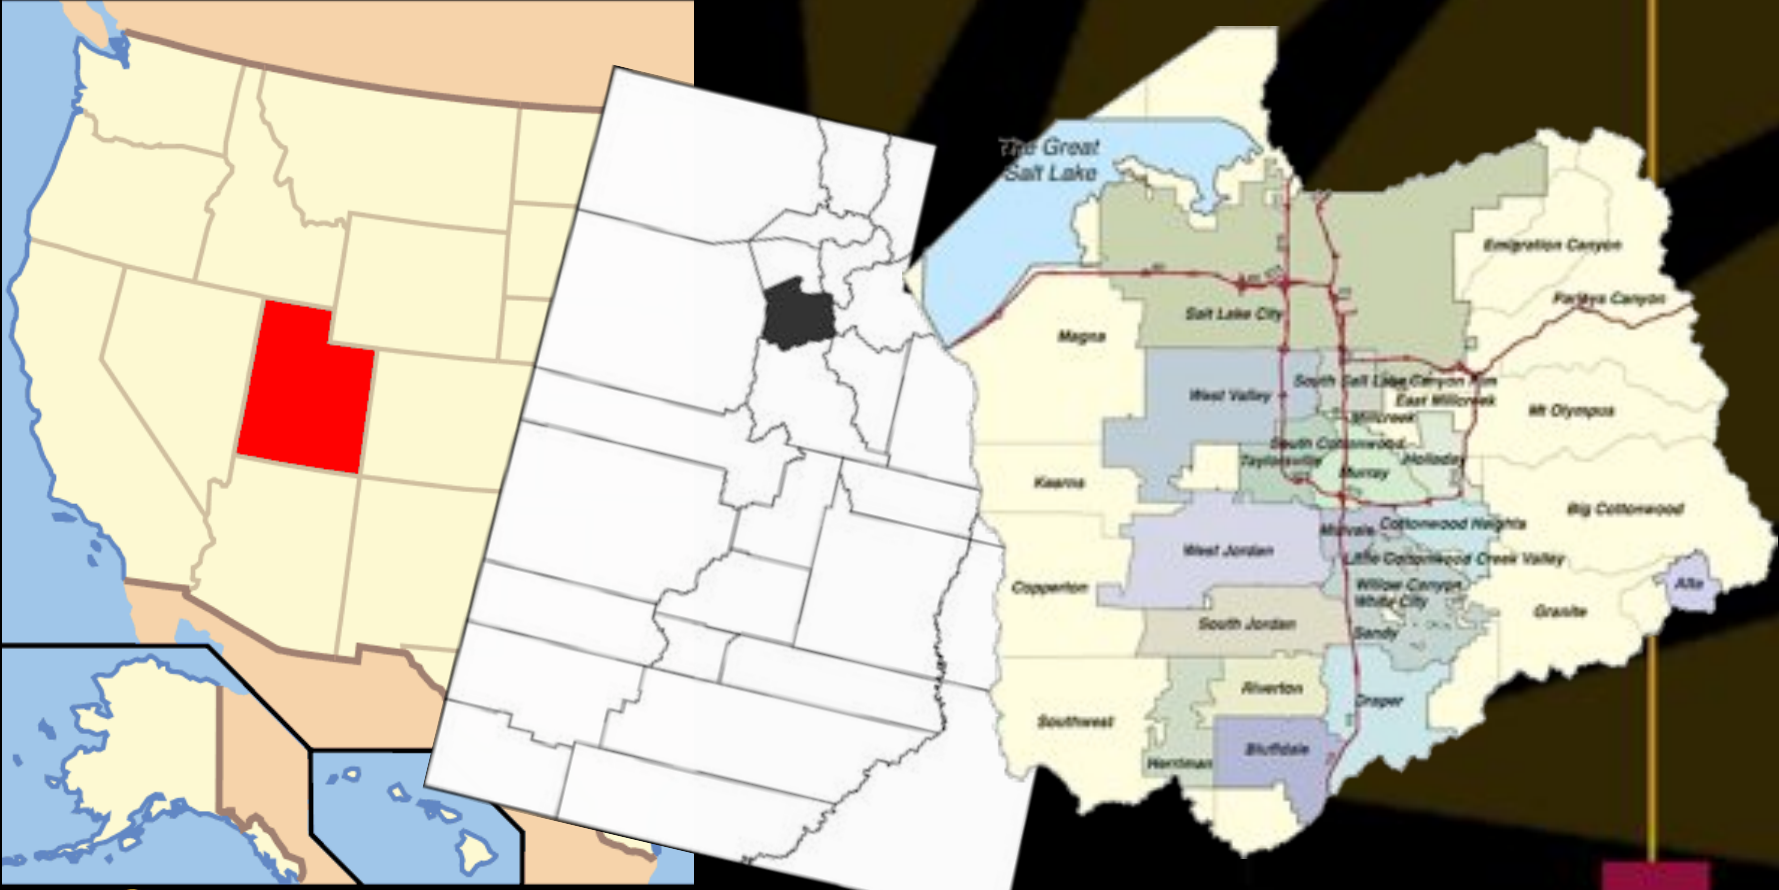 The Great
Salt Lake
Emigration Canyon
Parleys Canyon
Salt Lake City
Magna
South Salt Lake
Canyon Rim
West Valley
East Millcreek
Mt Olympus
Millcreek
South Cottonwood
Taylorsville
Holladay
Murray
Kearns
Big Cottonwood
Midvale
Cottonwood Heights
West Jordan
Little Cottonwood Creek Valley
Copperton
Willow Canyon
Alta
White City
Granite
South Jordan
Sandy
Riverton
Draper
Southwest
Bluffdale
Herriman